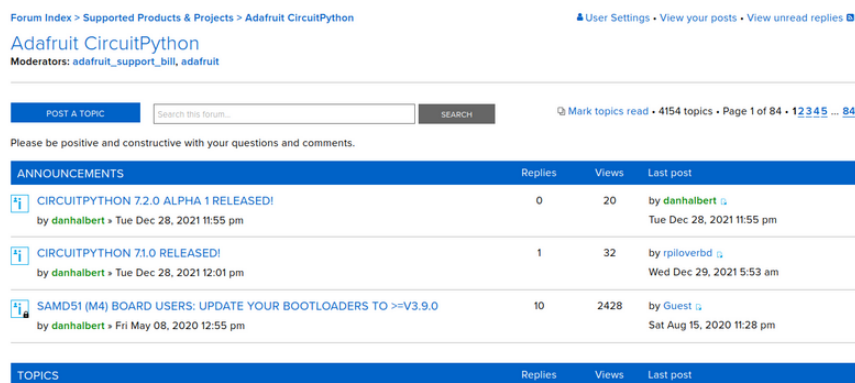 Forum Index > Supported Products & Projects > Adafruit CircuitPython
User Settings • View your posts • View unread replies
Adafruit CircuitPython
Moderators: adafruit_support_bill, adafruit
POST A TOPIC
Search this forum...
SEARCH
Mark topics read • 4154 topics • Page 1 of 84 • 1 2 3 4 5 ... 84
Please be positive and constructive with your questions and comments.
ANNOUNCEMENTS Replies Views Last post
CIRCUITPYTHON 7.2.0 ALPHA 1 RELEASED! 0 20 by danhalbert
by danhalbert » Tue Dec 28, 2021 11:55 pm Tue Dec 28, 2021 11:55 pm
CIRCUITPYTHON 7.1.0 RELEASED! 1 32 by rpiloverbd
by danhalbert » Tue Dec 28, 2021 12:01 pm Wed Dec 29, 2021 5:53 am
SAMD51 (M4) BOARD USERS: UPDATE YOUR BOOTLOADERS TO >=V3.9.0 10 2428 by Guest
by danhalbert » Fri May 08, 2020 12:55 pm Sat Aug 15, 2020 11:28 pm
TOPICS Replies Views Last post